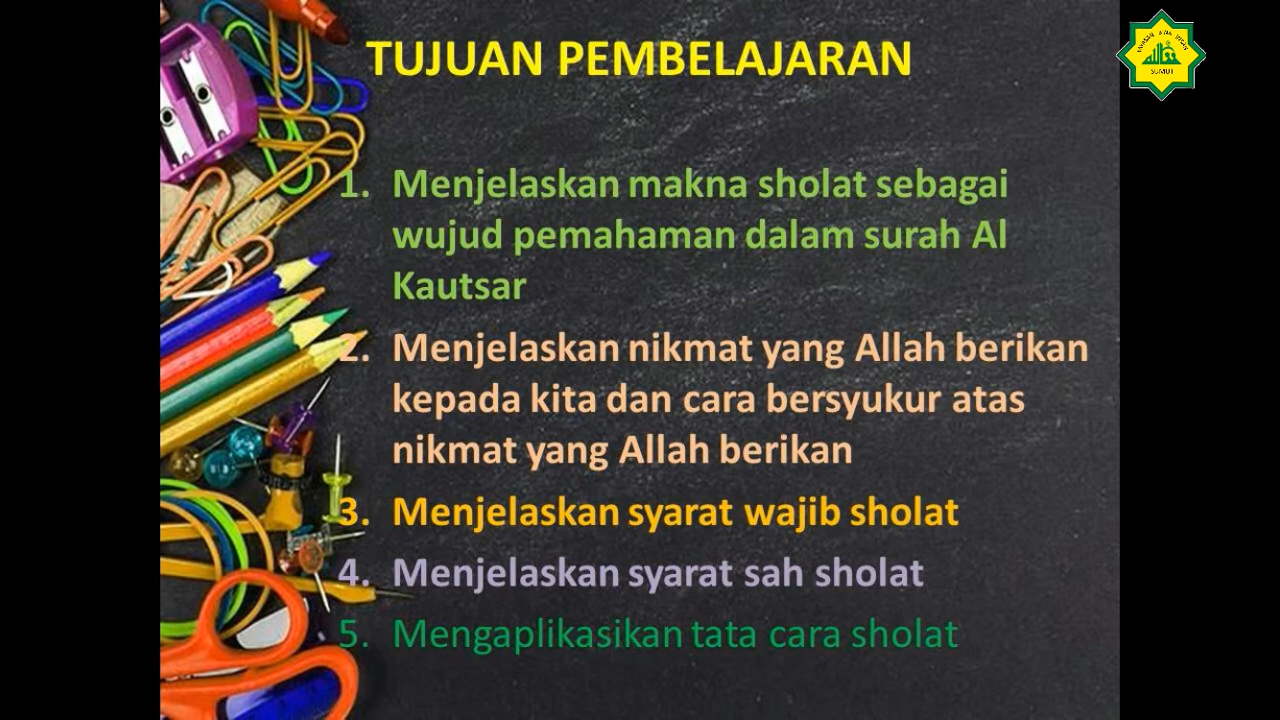 TUJUAN PEMBELAJARAN
1. Menjelaskan makna sholat sebagai
wujud pemahaman dalam surah Al
Kautsar
2. Menjelaskan nikmat yang Allah berikan
kepada kita dan cara bersyukur atas
nikmat yang Allah berikan
3. Menjelaskan syarat wajib sholat
4. Menjelaskan syarat sah sholat
5. Mengaplikasikan tata cara sholat
SUMUT